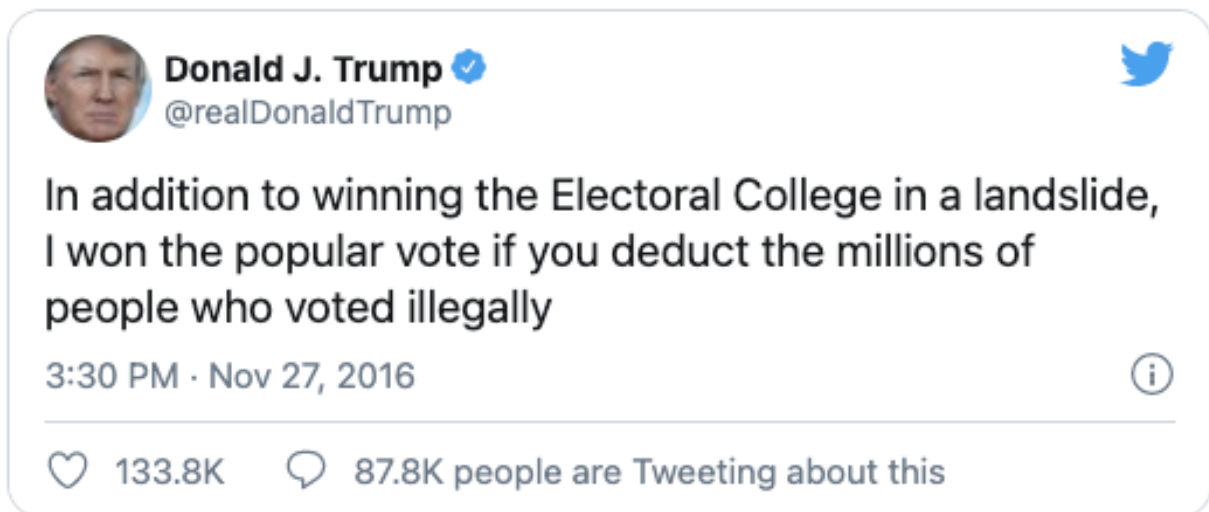 Donald J. Trump
@realDonaldTrump
In addition to winning the Electoral College in a landslide,
I won the popular vote if you deduct the millions of
people who voted illegally
3:30 PM · Nov 27, 2016
133.8K 87.8K people are Tweeting about this